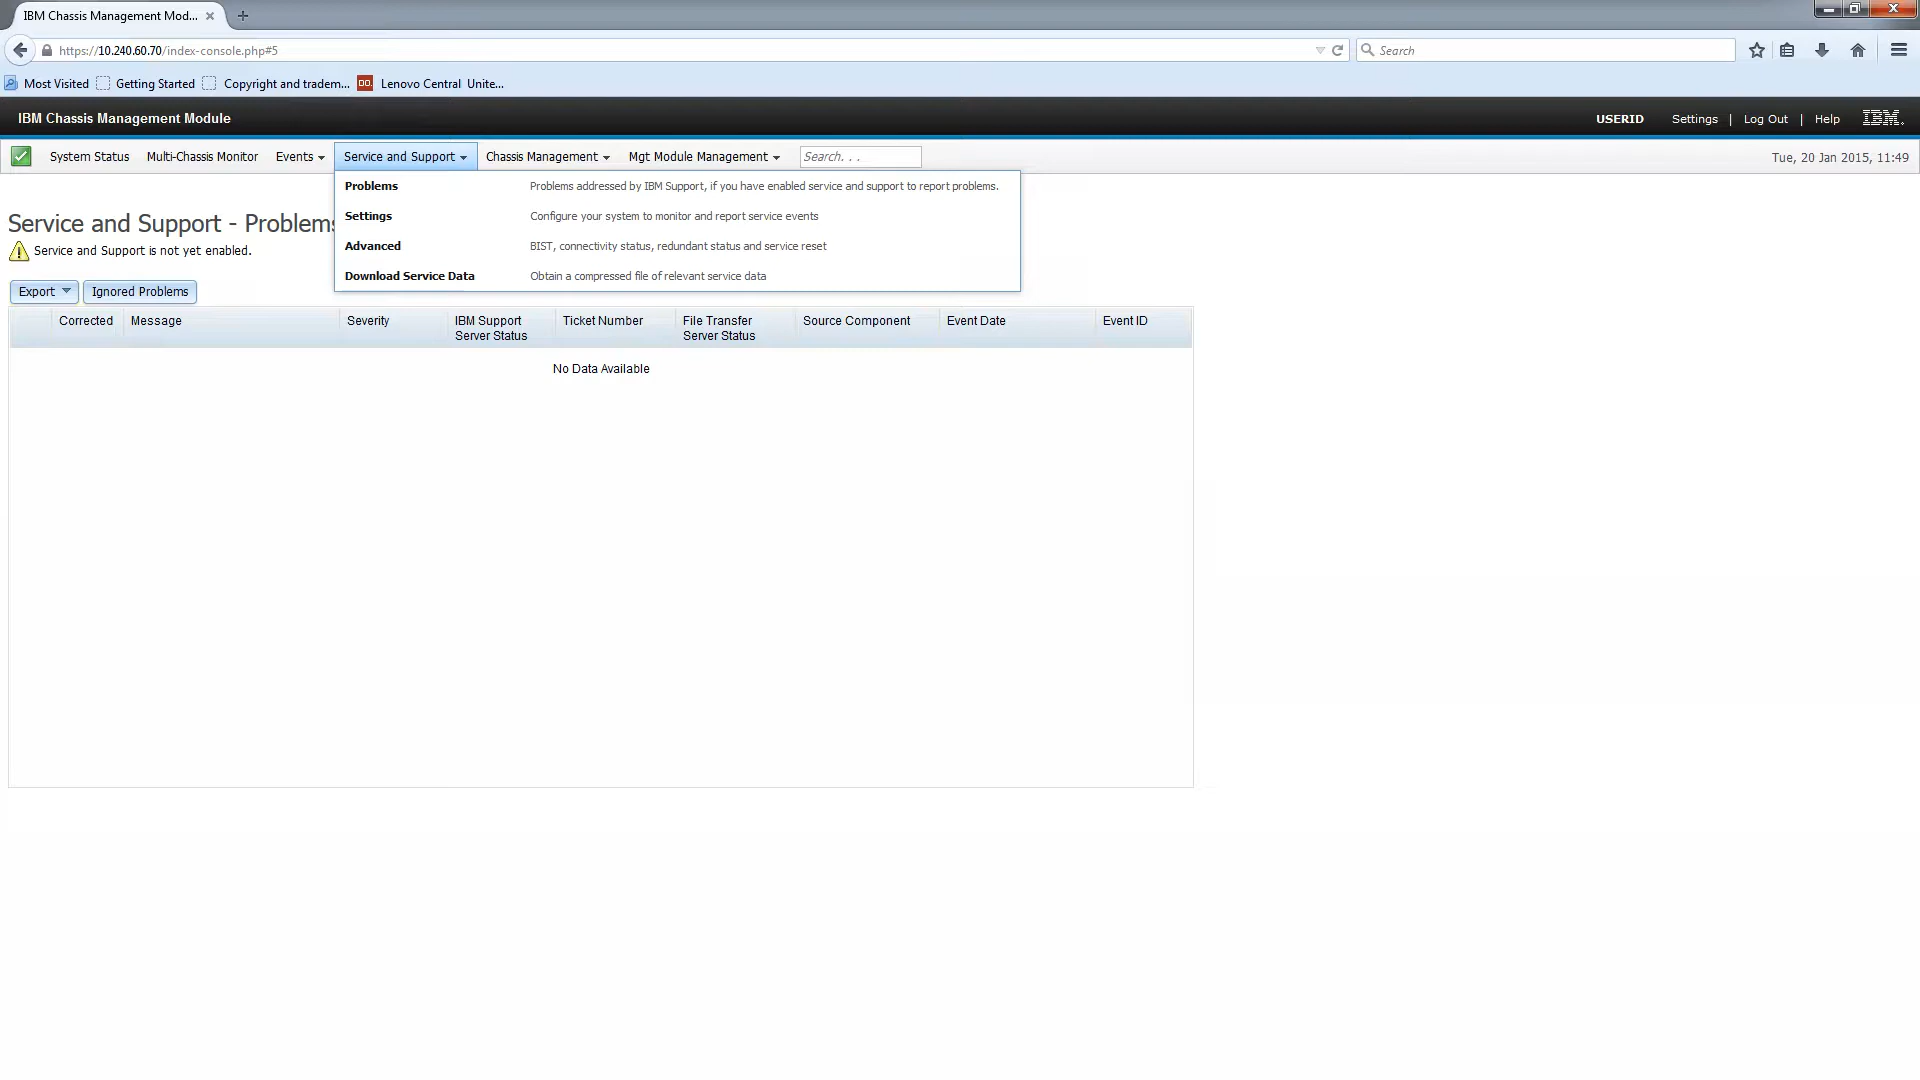 IBM Chassis Management Mod...
https://10.240.60.70/index-console.php#5
Search
Most Visited Getting Started Copyright and tradem... Lenovo Central Unite...
IBM Chassis Management Module
USERID Settings | Log Out | Help IBM.
System Status Multi-Chassis Monitor Events Service and Support Chassis Management Mgt Module Management Search. . .
Tue, 20 Jan 2015, 11:49
Problems Problems addressed by IBM Support, if you have enabled service and support to report problems.
Settings Configure your system to monitor and report service events
Advanced BIST, connectivity status, redundant status and service reset
Download Service Data Obtain a compressed file of relevant service data
Service and Support - Problems
Service and Support is not yet enabled.
Export Ignored Problems
Corrected Message Severity IBM Support Server Status Ticket Number File Transfer Server Status Source Component Event Date Event ID
No Data Available